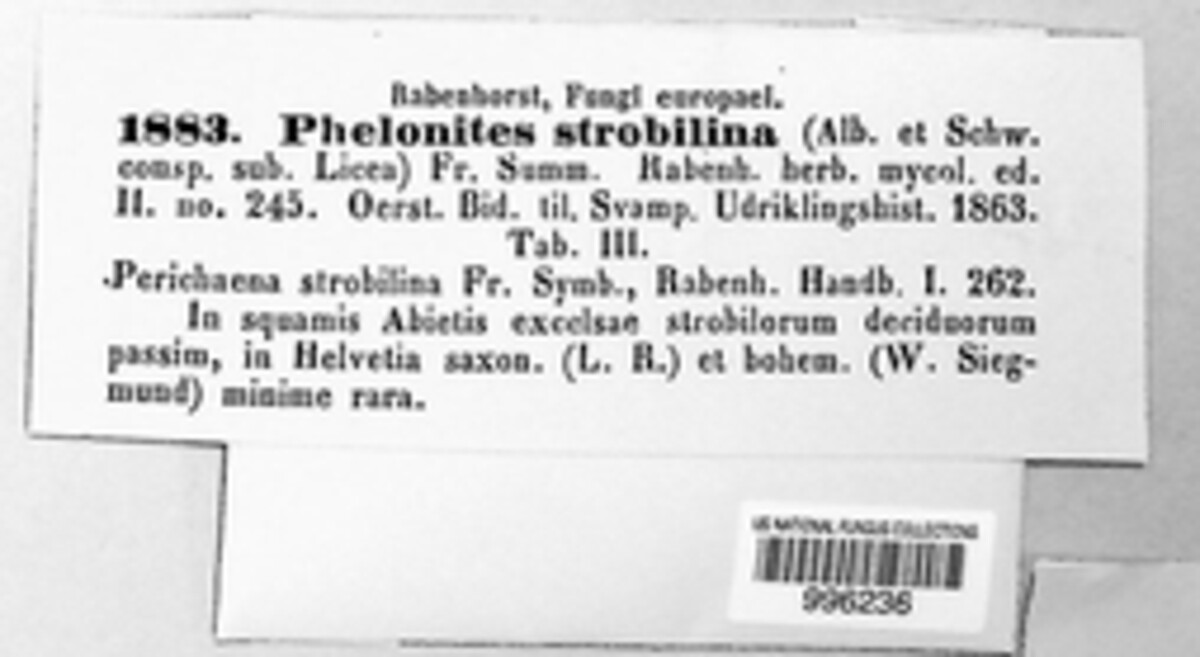 Rabenhorst, Fungi europaei.
1883. Phelonites strobilina (Alb. et Schw.
consp. sub. Licea) Fr. Summ. Rabenh. herb. mycol. ed.
II. no. 245. Oerst. Bid. til. Svamp. Udriklingshist. 1863.
Tab. III.
Perichaena strobilina Fr. Symb., Rabenh. Handb. I. 262.
In squamis Abietis excelsae strobilorum deciduorum
passim, in Helvetia saxon. (L. R.) et bohem. (W. Sieg-
mund) minime rara.
US NATIONAL FUNGUS COLLECTIONS
996236